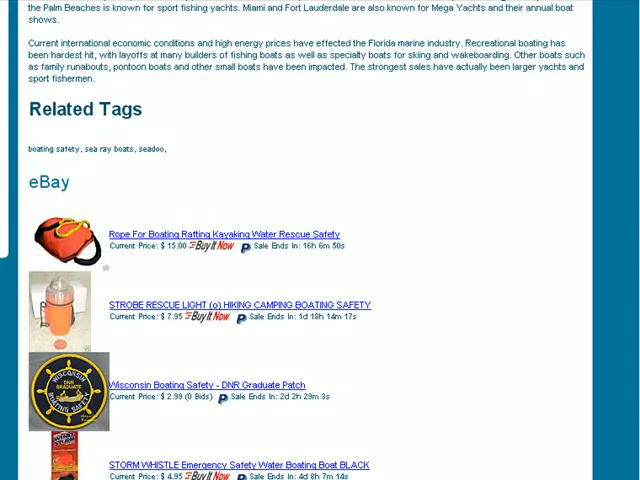 the Palm Beaches is known for sport fishing yachts. Miami and Fort Lauderdale are also known for Mega Yachts and their annual boat
shows.
Current international economic conditions and high energy prices have effected the Florida marine industry. Recreational boating has
been hardest hit, with layoffs at many builders of fishing boats as well as specialty boats for skiing and wakeboarding. Other boats such
as family runabouts, pontoon boats and other small boats have been impacted. The strongest sales have actually been larger yachts and
sport fishermen.
Related Tags
boating safety, sea ray boats, seadoo,
eBay
Rope For Boating Rafting Kayaking Water Rescue Safety
Current Price: $ 15.00 Buy It Now P Sale Ends In: 16h 6m 50s
STROBE RESCUE LIGHT (o) HIKING CAMPING BOATING SAFETY
Current Price: $ 7.95 Buy It Now P Sale Ends In: 1d 18h 14m 17s
WISCONSIN
DNR
GRADUATE
BOATING SAFETY
Wisconsin Boating Safety - DNR Graduate Patch
Current Price: $ 2.99 (0 Bids) P Sale Ends In: 2d 2h 29m 3s
STORM WHISTLE Emergency Safety Water Boating Boat BLACK
Current Price: $ 4.95 Buy It Now P Sale Ends In: 4d 8h 7m 14s